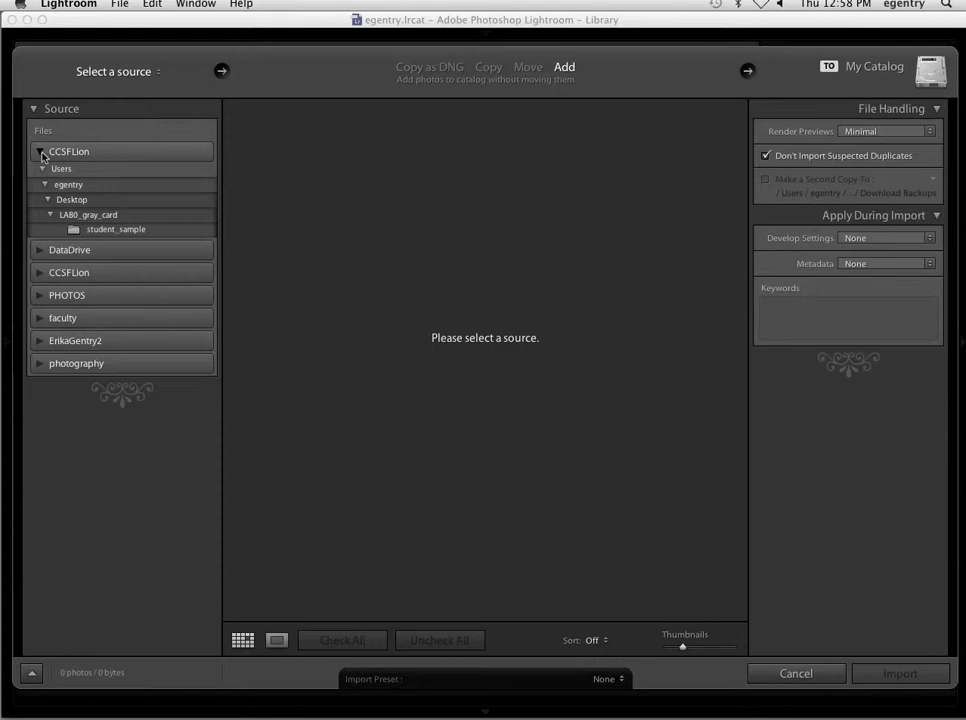 Lightroom File Edit Window Help Thu 12:58 PM egentry
egentry.lrcat – Adobe Photoshop Lightroom – Library
Select a source Copy as DNG Copy Move Add TO My Catalog
Add photos to catalog without moving them
Source
Files
CCSFLion
Users
egentry
Desktop
LAB0_gray_card
student_sample
DataDrive
CCSFLion
PHOTOS
faculty
ErikaGentry2
photography
Please select a source.
File Handling
Render Previews Minimal
Don't Import Suspected Duplicates
Make a Second Copy To :
/ Users / egentry /.../ Download Backups
Apply During Import
Develop Settings None
Metadata None
Keywords
Check All Uncheck All Sort: Off Thumbnails
0 photos / 0 bytes Import Preset : None Cancel Import